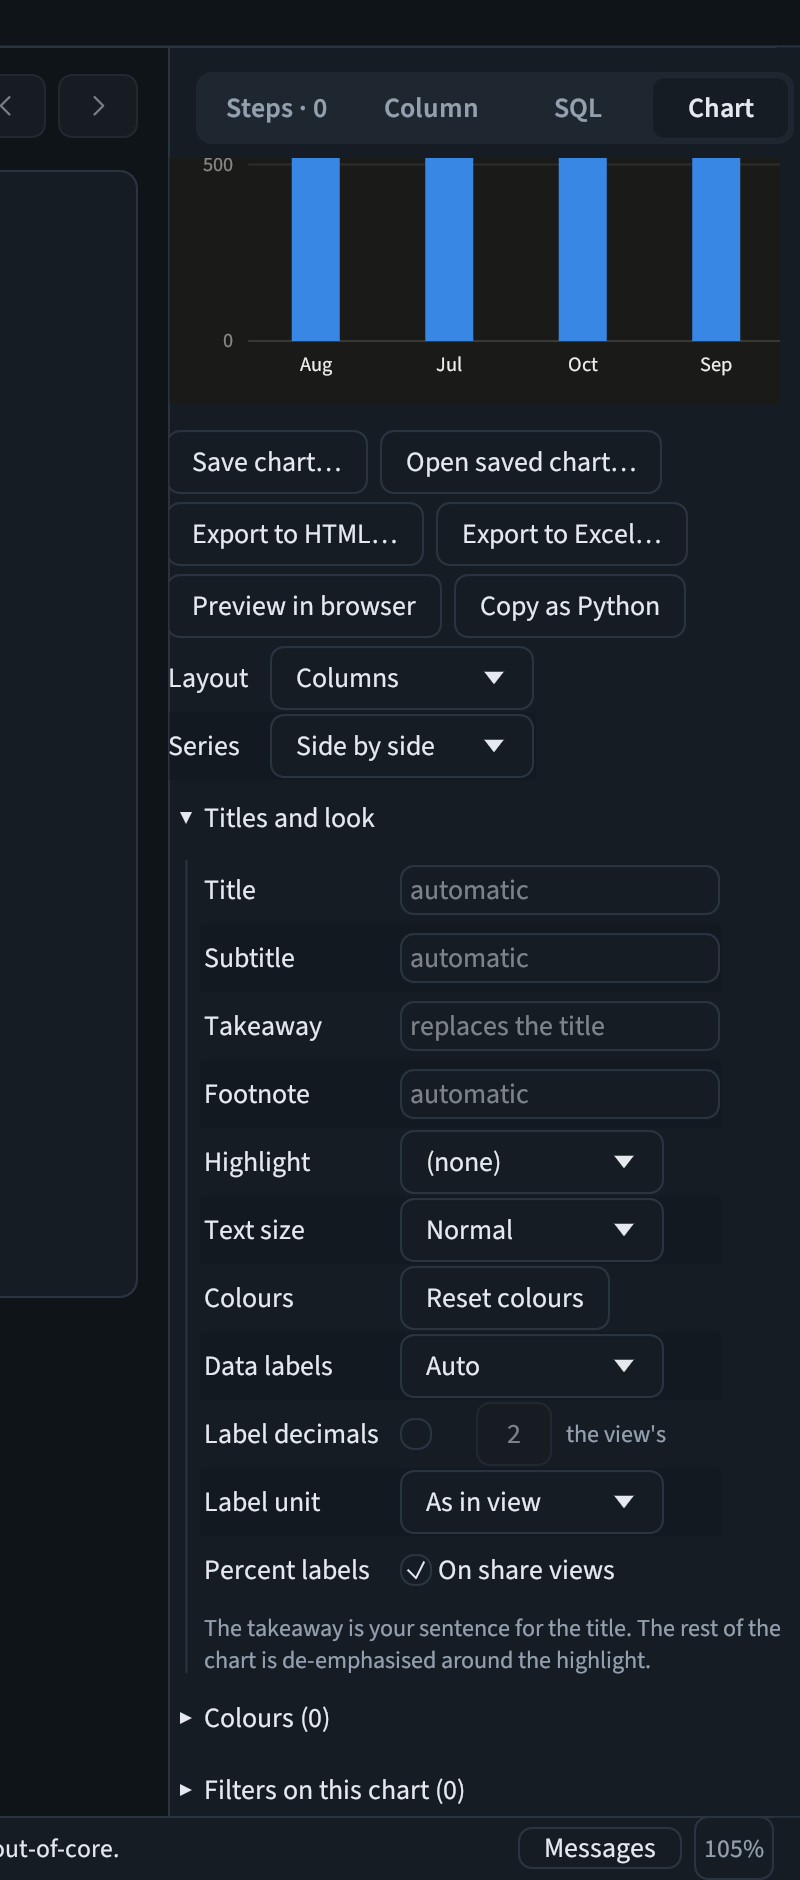 Steps · 0 Column SQL Chart
500
0
Aug Jul Oct Sep
Save chart… Open saved chart…
Export to HTML… Export to Excel…
Preview in browser Copy as Python
Layout Columns
Series Side by side
Titles and look
Title automatic
Subtitle automatic
Takeaway replaces the title
Footnote automatic
Highlight (none)
Text size Normal
Colours Reset colours
Data labels Auto
Label decimals 2 the view's
Label unit As in view
Percent labels On share views
The takeaway is your sentence for the title. The rest of the
chart is de-emphasised around the highlight.
Colours (0)
Filters on this chart (0)
out-of-core. Messages 105%